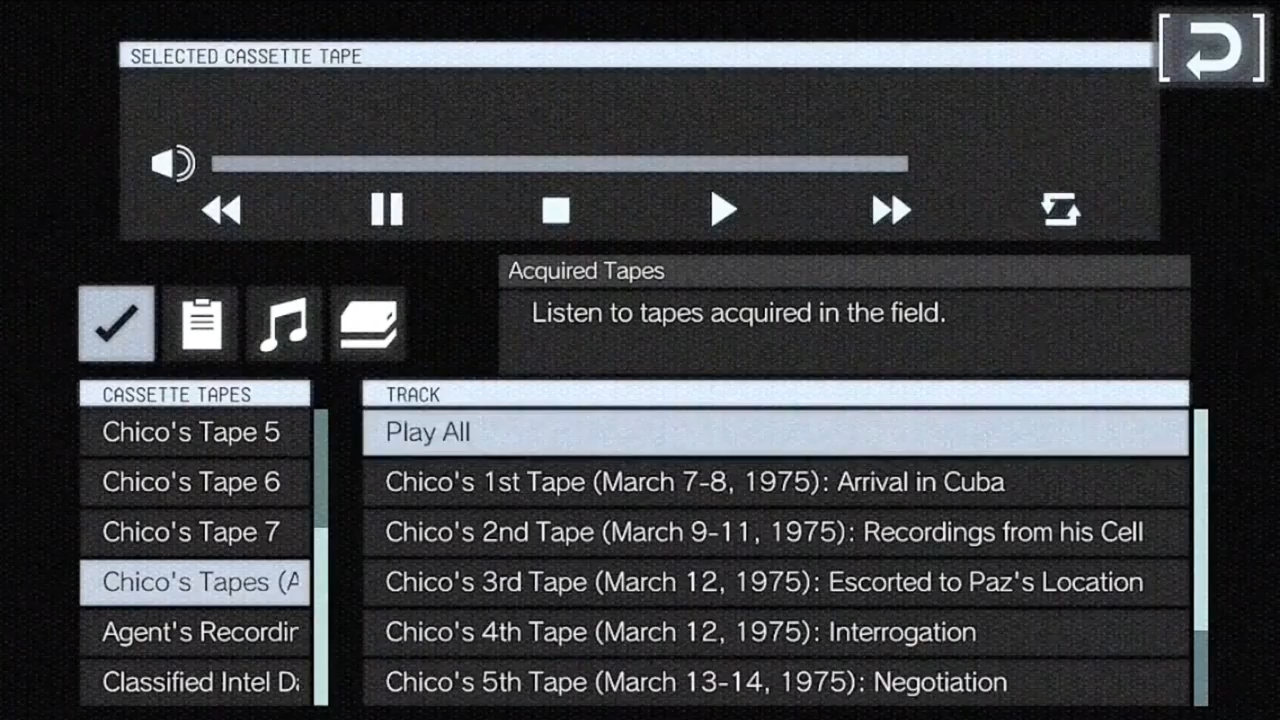 SELECTED CASSETTE TAPE
Acquired Tapes
Listen to tapes acquired in the field.
CASSETTE TAPES
Chico's Tape 5
Chico's Tape 6
Chico's Tape 7
Chico's Tapes (A
Agent's Recordin
Classified Intel Da
TRACK
Play All
Chico's 1st Tape (March 7-8, 1975): Arrival in Cuba
Chico's 2nd Tape (March 9-11, 1975): Recordings from his Cell
Chico's 3rd Tape (March 12, 1975): Escorted to Paz's Location
Chico's 4th Tape (March 12, 1975): Interrogation
Chico's 5th Tape (March 13-14, 1975): Negotiation